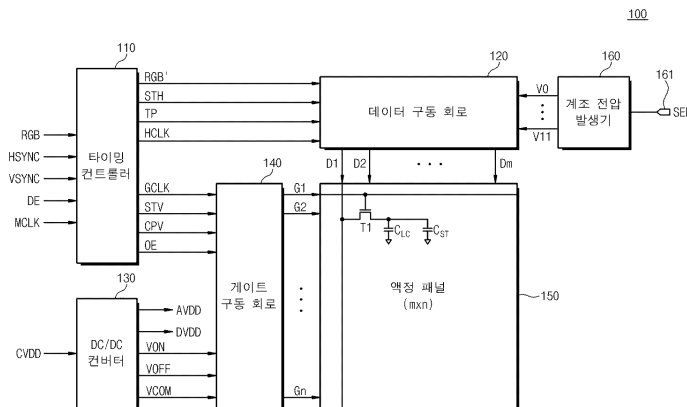 100
110
120
160
161
RGB'
STH
TP
HCLK
데이터 구동 회로
V0
V11
계조 전압
발생기
RGB
HSYNC
VSYNC
DE
MCLK
타이밍
컨트롤러
D1
D2
Dm
140
GCLK
STV
CPV
OE
G1
G2
T1
CLC
CST
게이트
구동 회로
액정 패널
(mxn)
150
130
AVDD
DVDD
CVDD
DC/DC
컨버터
VON
VOFF
VCOM
Gn